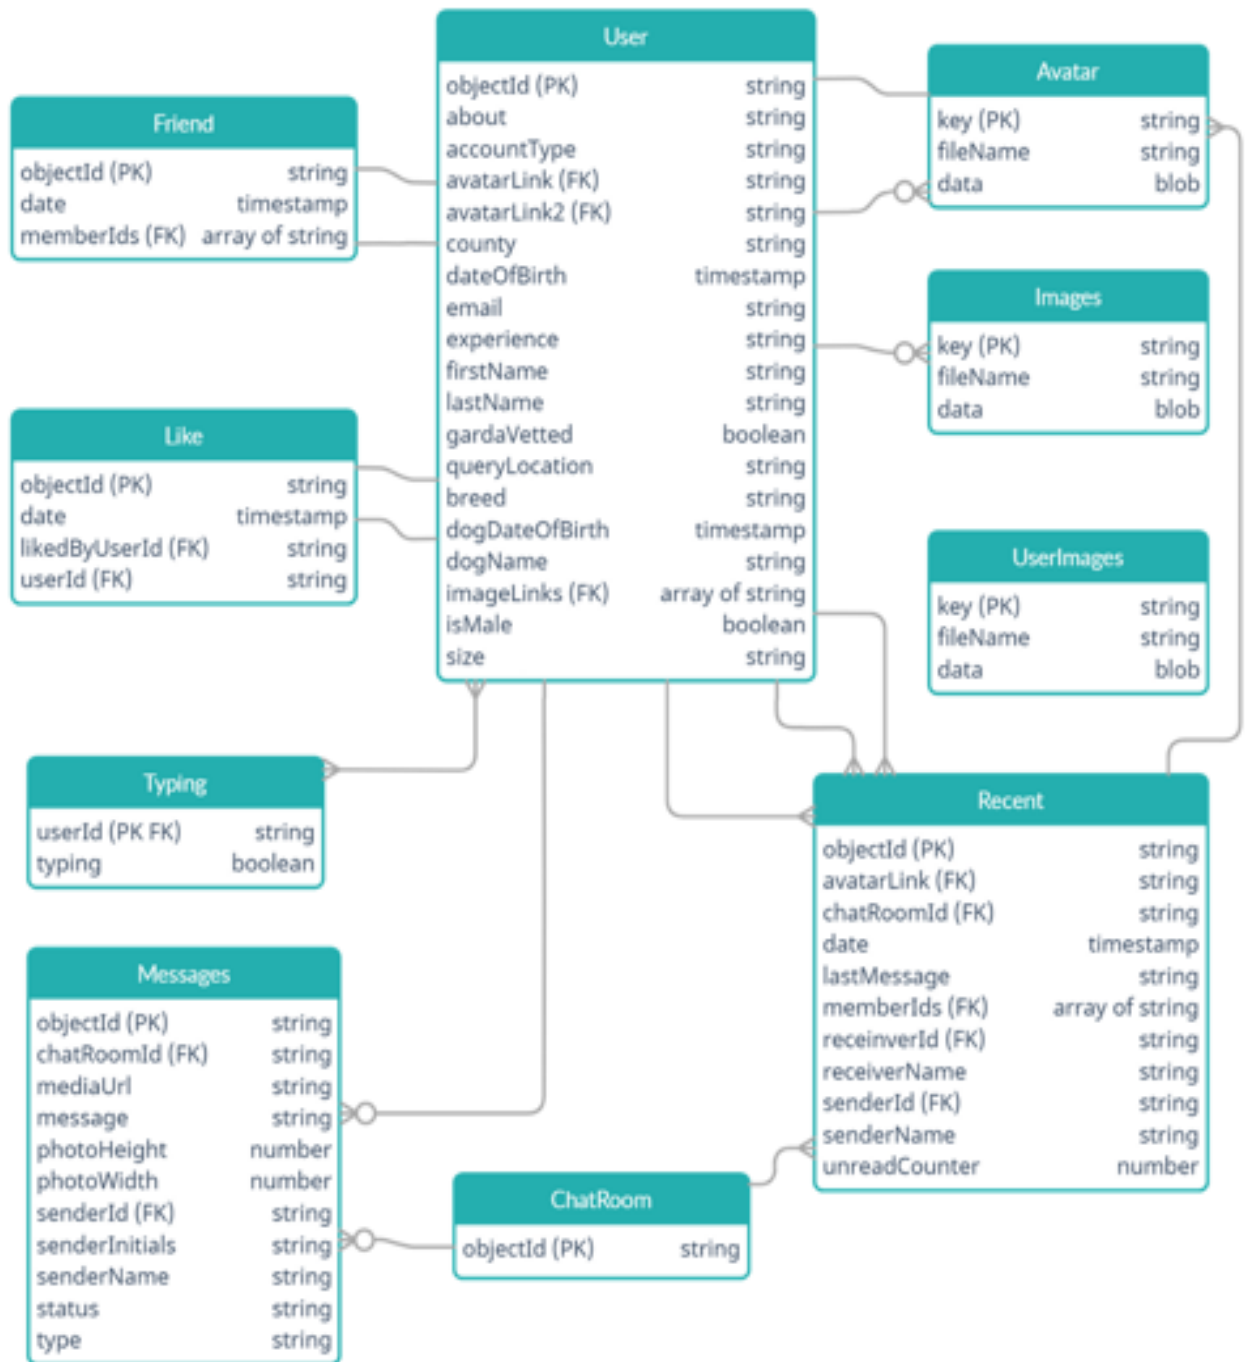 User
objectId (PK) string
about string
accountType string
avatarLink (FK) string
avatarLink2 (FK) string
county string
dateOfBirth timestamp
email string
experience string
firstName string
lastName string
gardaVetted boolean
queryLocation string
breed string
dogDateOfBirth timestamp
dogName string
imageLinks (FK) array of string
isMale boolean
size string
Avatar
key (PK) string
fileName string
data blob
Friend
objectId (PK) string
date timestamp
memberIds (FK) array of string
Images
key (PK) string
fileName string
data blob
Like
objectId (PK) string
date timestamp
likedByUserId (FK) string
userId (FK) string
UserImages
key (PK) string
fileName string
data blob
Typing
userId (PK FK) string
typing boolean
Recent
objectId (PK) string
avatarLink (FK) string
chatRoomId (FK) string
date timestamp
lastMessage string
memberIds (FK) array of string
receinverId (FK) string
receiverName string
senderId (FK) string
senderName string
unreadCounter number
Messages
objectId (PK) string
chatRoomId (FK) string
mediaUrl string
message string
photoHeight number
photoWidth number
senderId (FK) string
senderInitials string
senderName string
status string
type string
ChatRoom
objectId (PK) string